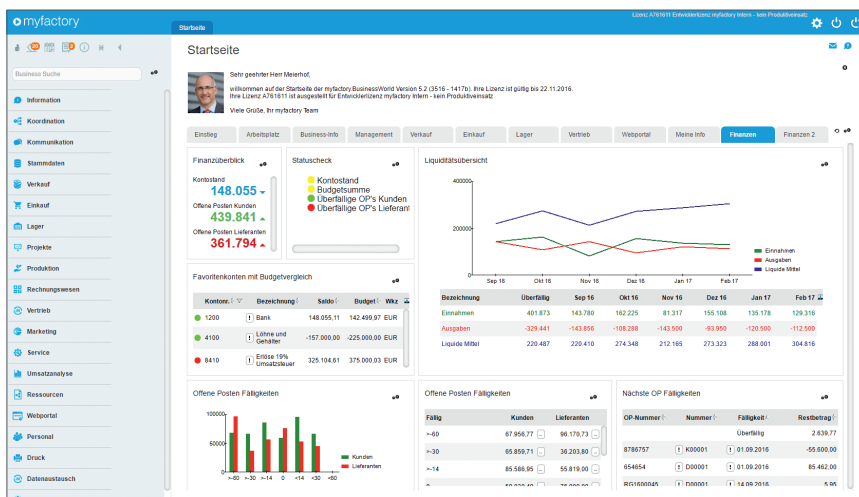 myfactory
Startseite
Lizenz A761611 Entwicklerlizenz myfactory Intern - kein Produktiveinsatz
Business Suche
Information
Koordination
Kommunikation
Stammdaten
Verkauf
Einkauf
Lager
Projekte
Produktion
Rechnungswesen
Vertrieb
Marketing
Service
Umsatzanalyse
Ressourcen
Webportal
Personal
Druck
Datenaustausch
Startseite
Sehr geehrter Herr Meierhof,
willkommen auf der Startseite der myfactory.BusinessWorld Version 5.2 (3516 - 1417b). Ihre Lizenz ist gültig bis 22.11.2016.
Ihre Lizenz A761611 ist ausgestellt für Entwicklerlizenz myfactory Intern - kein Produktiveinsatz
Viele Grüße, Ihr myfactory Team
Einstieg Arbeitsplatz Business-Info Management Verkauf Einkauf Lager Vertrieb Webportal Meine Info Finanzen Finanzen 2
Finanzüberblick
Kontostand
148.055
Offene Posten Kunden
439.841
Offene Posten Lieferanten
361.794
Statuscheck
Kontostand
Budgetsumme
Überfällige OP's Kunden
Überfällige OP's Lieferant
Liquiditätsübersicht
400000
200000
0
Sep 16 Okt 16 Nov 16 Dez 16 Jan 17 Feb 17
Einnahmen
Ausgaben
Liquide Mittel
Bezeichnung Überfällig Sep 16 Okt 16 Nov 16 Dez 16 Jan 17 Feb 17
Einnahmen 401.873 143.780 162.225 81.317 155.108 135.178 129.316
Ausgaben -329.441 -143.856 -108.288 -143.500 -93.950 -120.500 -112.500
Liquide Mittel 220.487 220.410 274.348 212.165 273.323 288.001 304.816
Favoritenkonten mit Budgetvergleich
Kontonr. Bezeichnung Saldo Budget Wkz
1200 Bank 148.055,11 142.499,97 EUR
4100 Löhne und Gehälter -157.000,00 -225.000,00 EUR
8410 Erlöse 19% Umsatzsteuer 325.104,61 375.000,03 EUR
Offene Posten Fälligkeiten
100000
50000
0
>-60 >-30 >-14 0 <14 <30 <60
Kunden
Lieferanten
Offene Posten Fälligkeiten
Fällig Kunden Lieferanten
>-60 67.956,77 96.170,73
>-30 65.859,71 36.203,80
>-14 85.586,95 55.819,00
Nächste OP Fälligkeiten
OP-Nummer Nummer Fälligkeit Restbetrag
Überfällig 2.639,77
8786757 K00001 01.09.2016 -55.600,00
654654 D00001 01.09.2016 85.462,00
RG1600045 D00001 14.09.2016 5,95